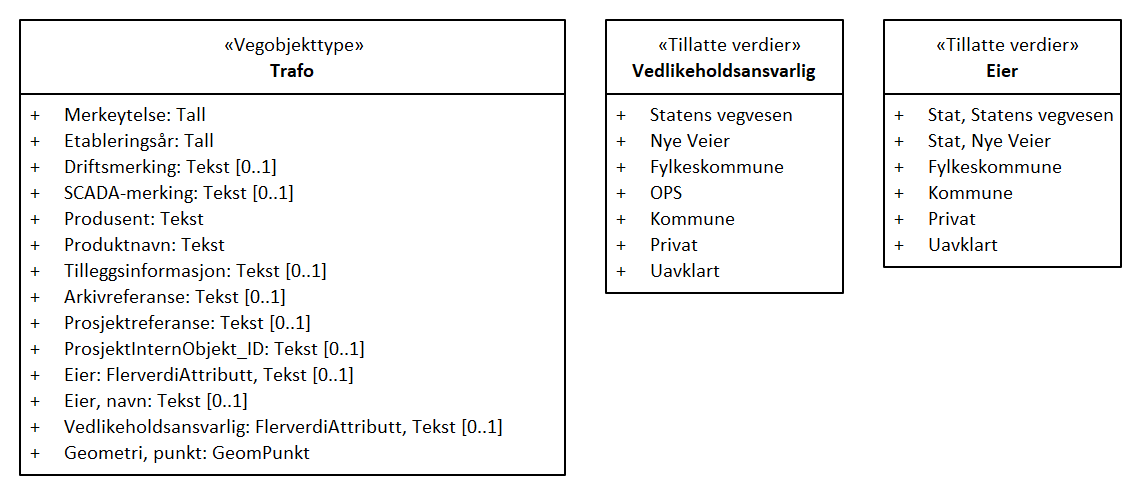 «Vegobjekttype»
Trafo
+ Merkeytelse: Tall
+ Etableringsår: Tall
+ Driftsmerking: Tekst [0..1]
+ SCADA-merking: Tekst [0..1]
+ Produsent: Tekst
+ Produktnavn: Tekst
+ Tilleggsinformasjon: Tekst [0..1]
+ Arkivreferanse: Tekst [0..1]
+ Prosjektreferanse: Tekst [0..1]
+ ProsjektInternObjekt_ID: Tekst [0..1]
+ Eier: FlerverdiAttributt, Tekst [0..1]
+ Eier, navn: Tekst [0..1]
+ Vedlikeholdsansvarlig: FlerverdiAttributt, Tekst [0..1]
+ Geometri, punkt: GeomPunkt
«Tillatte verdier»
Vedlikeholdsansvarlig
+ Statens vegvesen
+ Nye Veier
+ Fylkeskommune
+ OPS
+ Kommune
+ Privat
+ Uavklart
«Tillatte verdier»
Eier
+ Stat, Statens vegvesen
+ Stat, Nye Veier
+ Fylkeskommune
+ Kommune
+ Privat
+ Uavklart